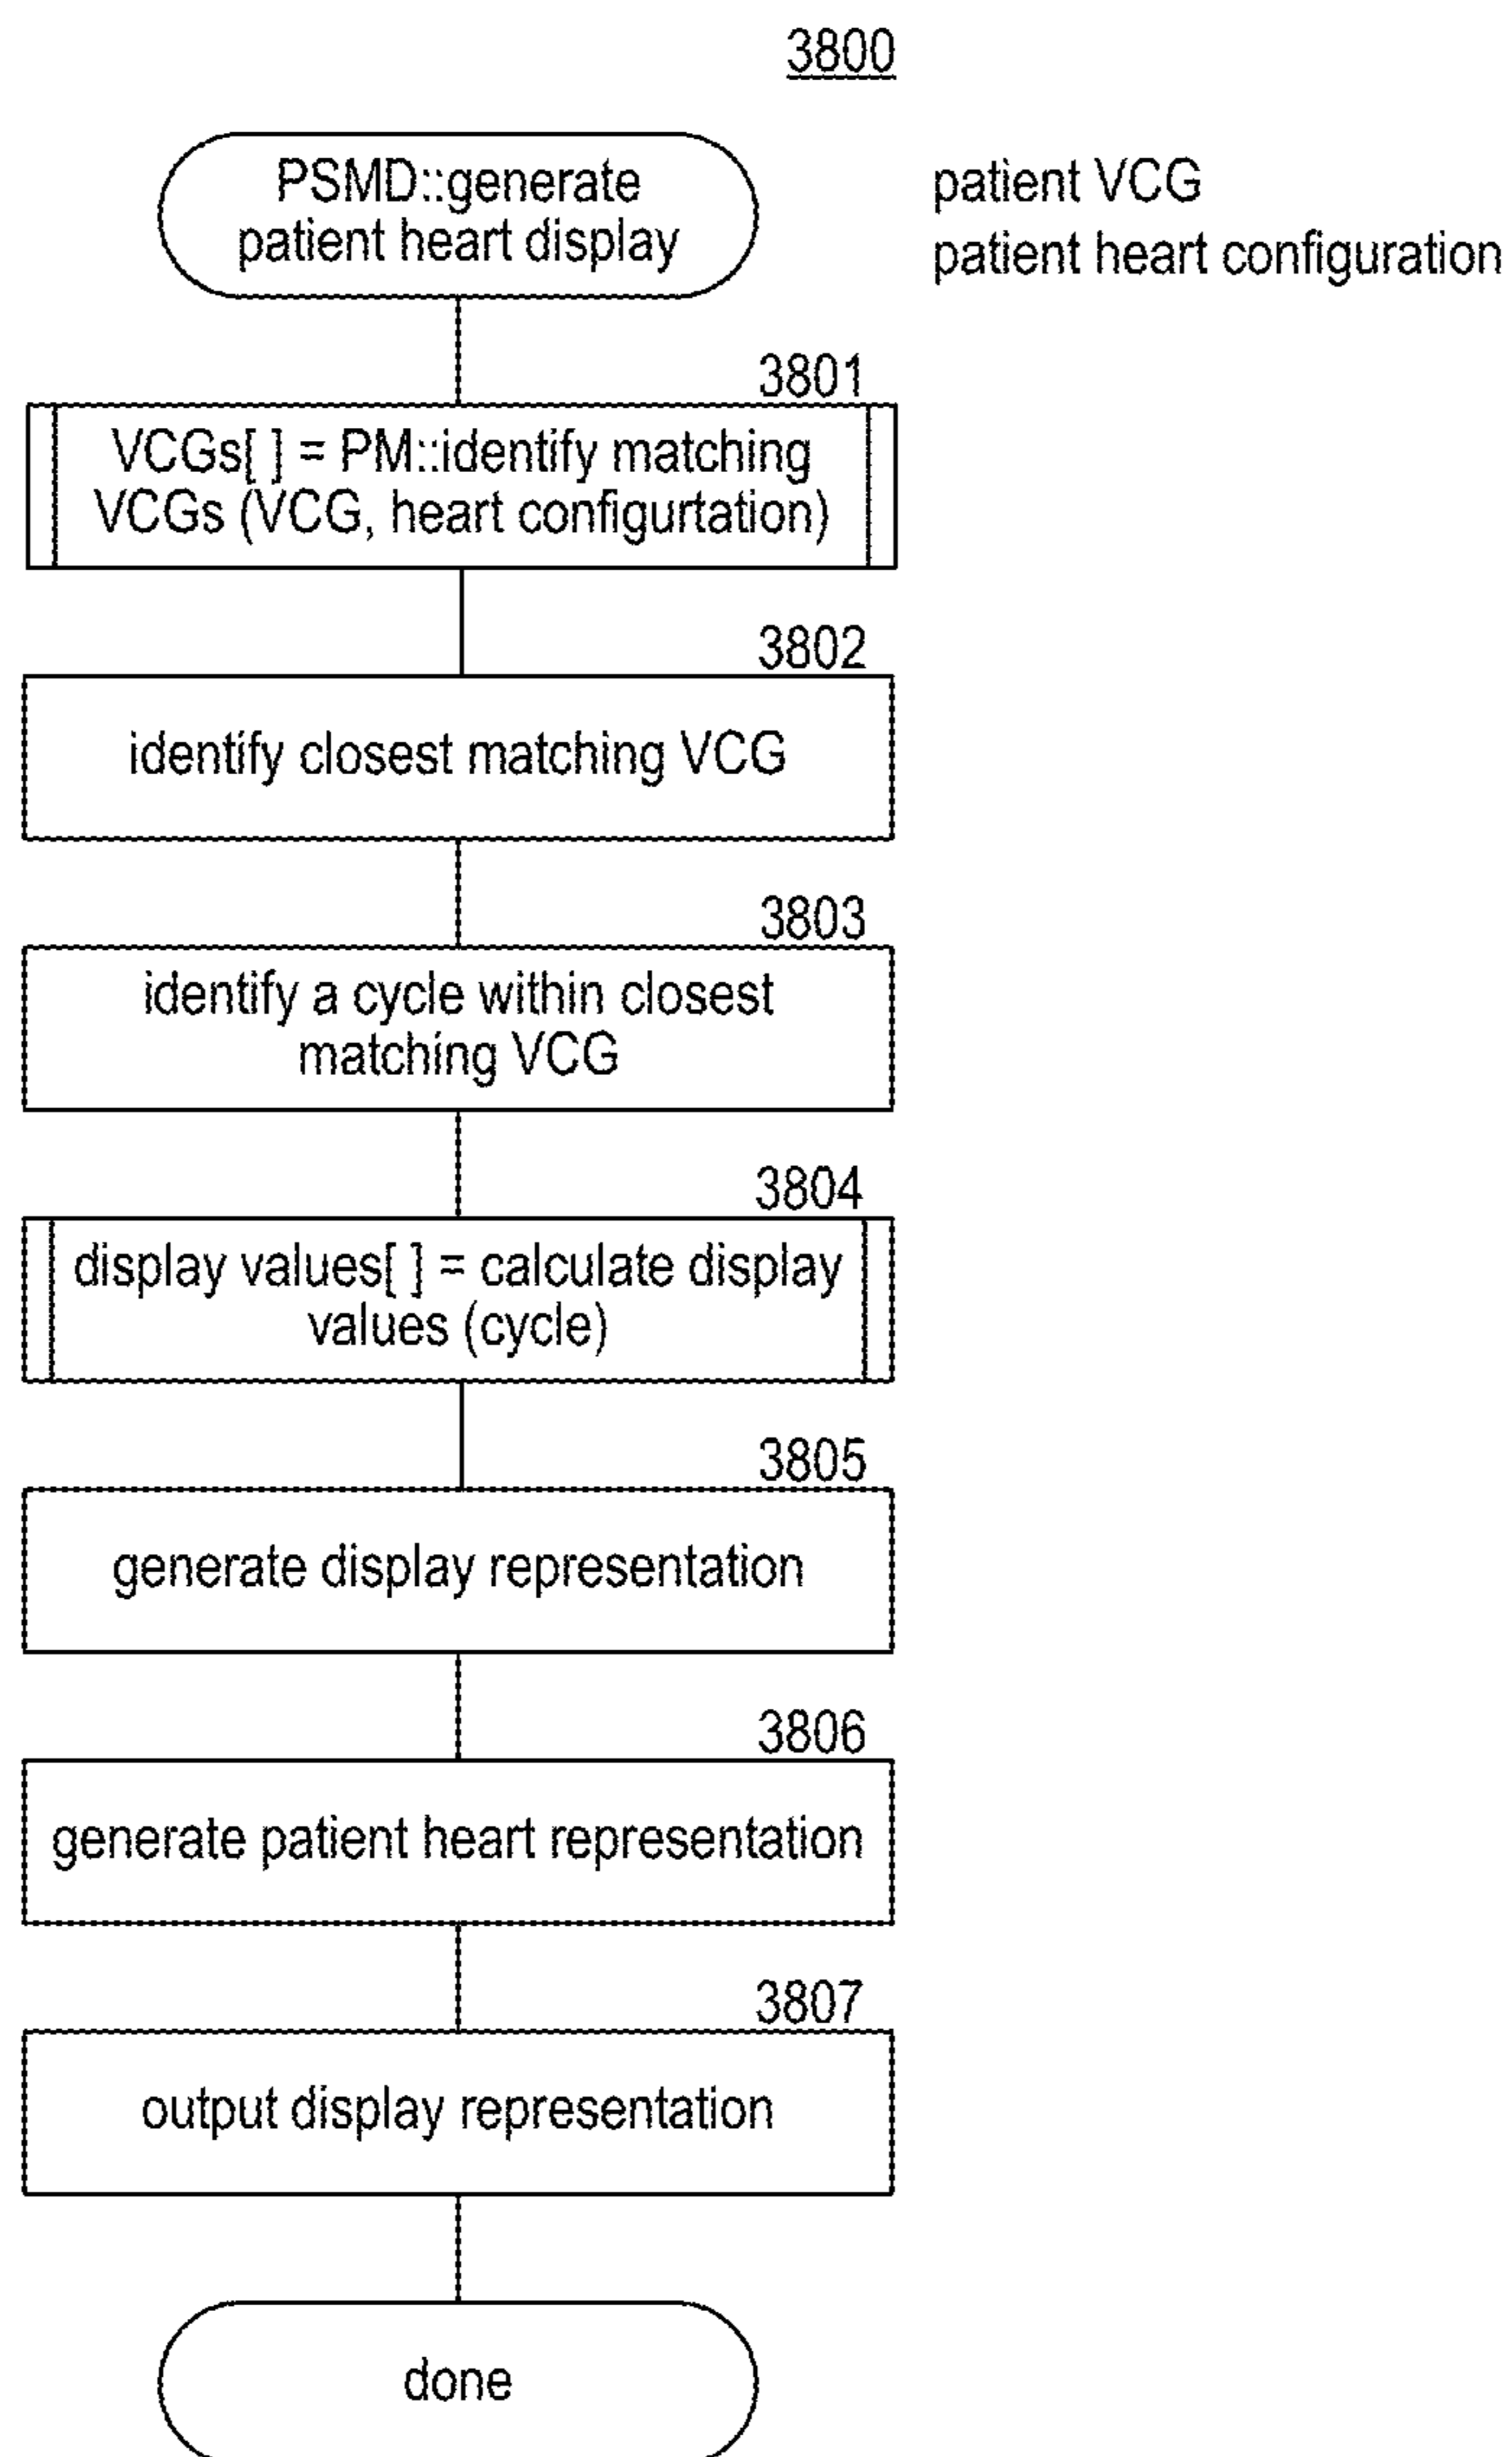 3800
PSMD::generate
patient heart display
patient VCG
patient heart configuration
3801
VCGs[ ] = PM::identify matching
VCGs (VCG, heart configurtation)
3802
identify closest matching VCG
3803
identify a cycle within closest
matching VCG
3804
display values[ ] = calculate display
values (cycle)
3805
generate display representation
3806
generate patient heart representation
3807
output display representation
done